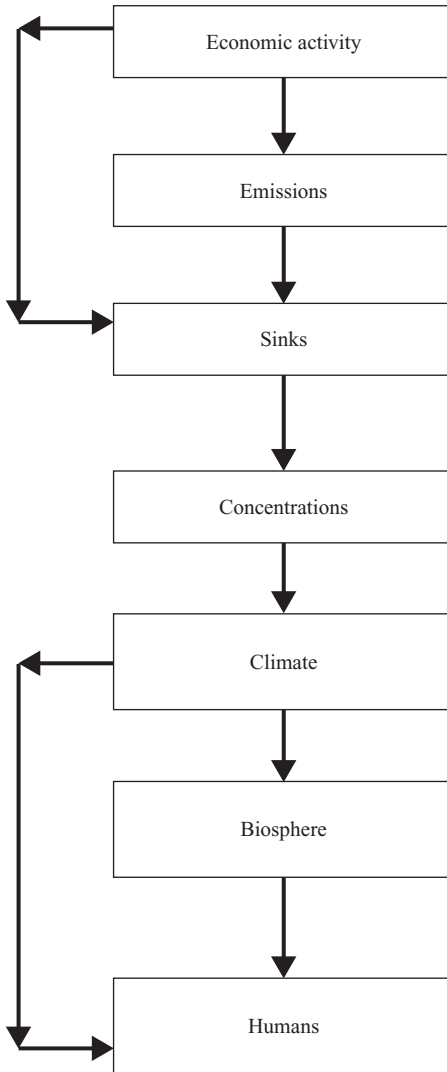 Economic activity
Emissions
Sinks
Concentrations
Climate
Biosphere
Humans